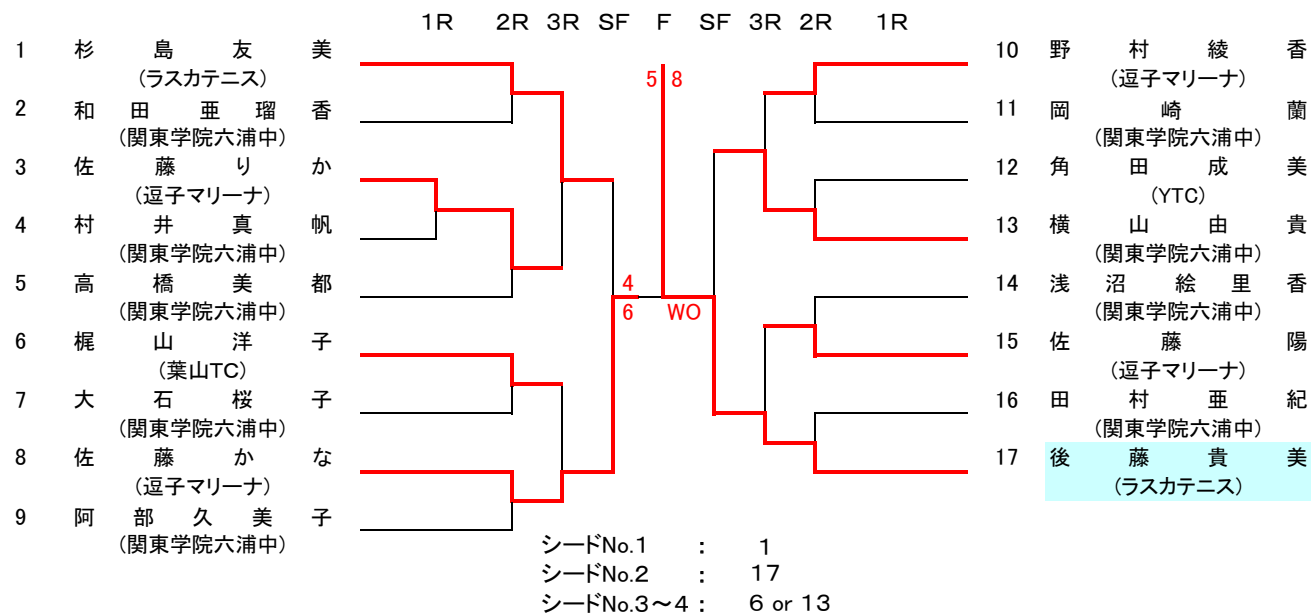 1R 2R 3R SF F SF 3R 2R 1R
1 杉島友美
(ラスカテニス)
2 和田亜瑠香
(関東学院六浦中)
3 佐藤りか
(逗子マリーナ)
4 村井真帆
(関東学院六浦中)
5 高橋美都
(関東学院六浦中)
6 梶山洋子
(葉山TC)
7 大石桜子
(関東学院六浦中)
8 佐藤かな
(逗子マリーナ)
9 阿部久美子
(関東学院六浦中)
5 8
4
6 WO
10 野村綾香
(逗子マリーナ)
11 岡崎蘭
(関東学院六浦中)
12 角田成美
(YTC)
13 横山由貴
(関東学院六浦中)
14 浅沼絵里香
(関東学院六浦中)
15 佐藤陽
(逗子マリーナ)
16 田村亜紀
(関東学院六浦中)
17 後藤貴美
(ラスカテニス)
シードNo.1 : 1
シードNo.2 : 17
シードNo.3～4 : 6 or 13